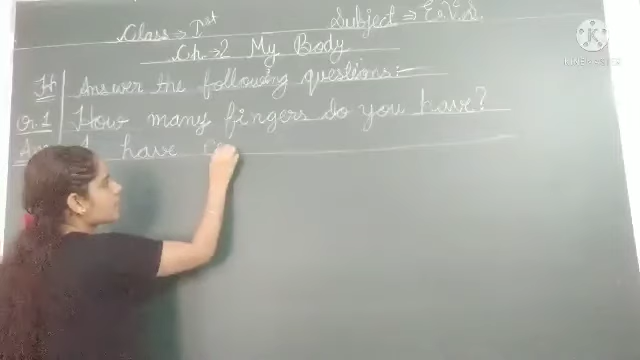 Class → Ist Subject ⇒ E.V.S.
Ch → 2 My Body
Answer the following questions:-
Q.1 How many fingers do you have?
I have
KINEMASTER